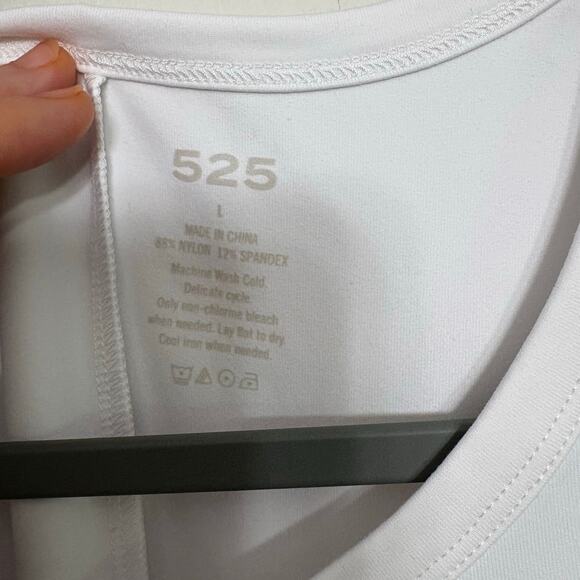 525
L
MADE IN CHINA
88% NYLON 12% SPANDEX
Machine Wash Cold.
Delicate cycle.
Only non-chlorine bleach
when needed. Lay flat to dry.
Cool iron when needed.